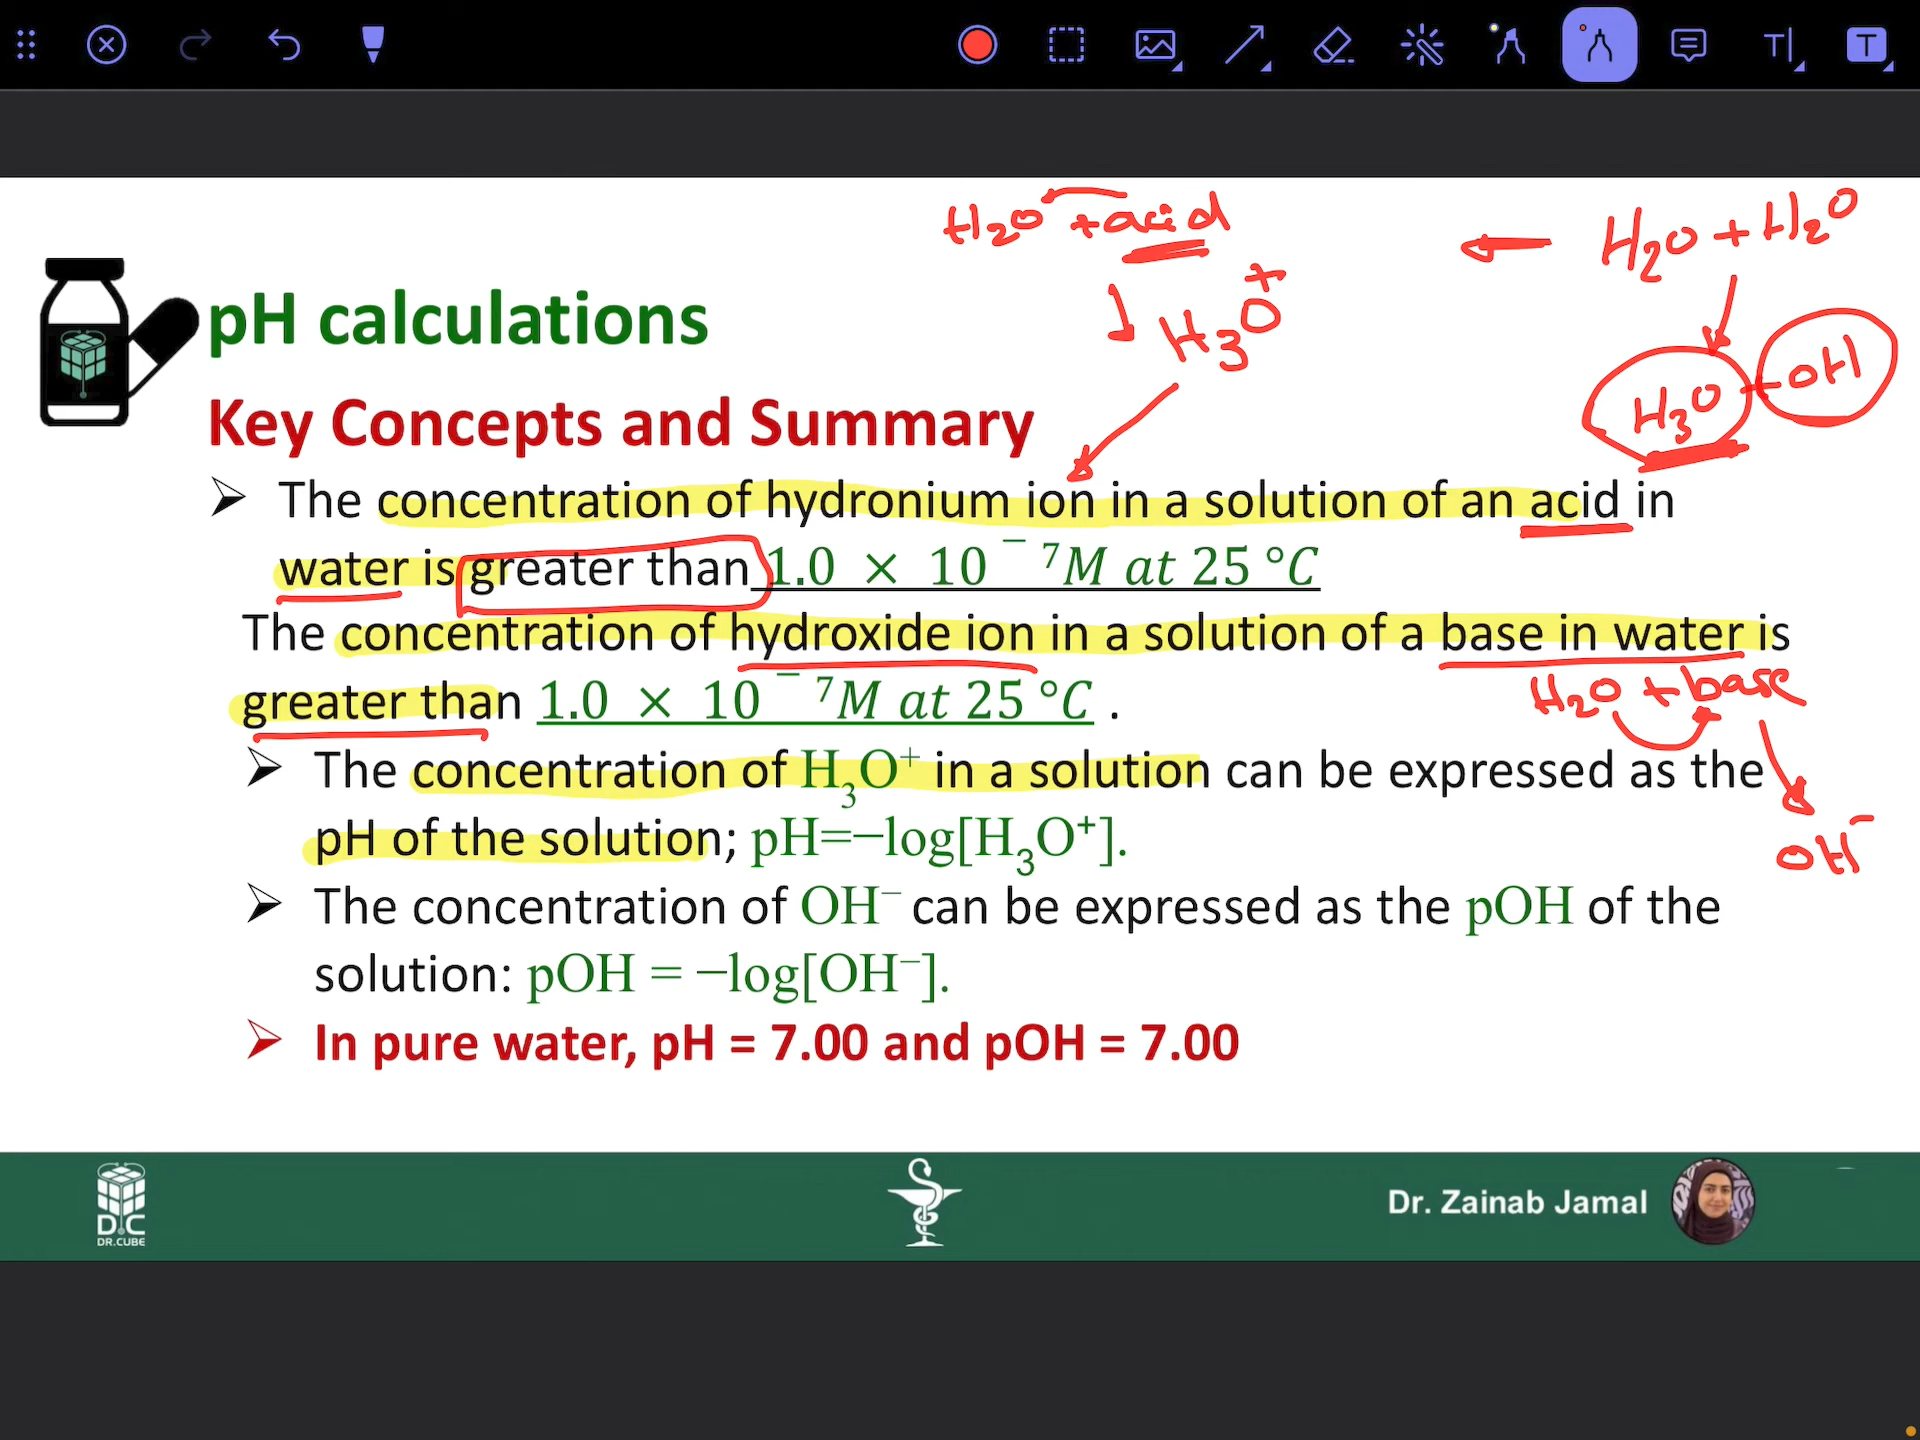 H2O + acid
H2O + H2O
H3O+
H3O + OH
pH calculations
Key Concepts and Summary
➢ The concentration of hydronium ion in a solution of an acid in
water is greater than 1.0 × 10⁻⁷M at 25 °C
The concentration of hydroxide ion in a solution of a base in water is
greater than 1.0 × 10⁻⁷M at 25 °C .
H2O + base
➢ The concentration of H₃O⁺ in a solution can be expressed as the
pH of the solution; pH=−log[H₃O⁺].
OH⁻
➢ The concentration of OH⁻ can be expressed as the pOH of the
solution: pOH = −log[OH⁻].
➢ In pure water, pH = 7.00 and pOH = 7.00
DC
DR.CUBE
Dr. Zainab Jamal